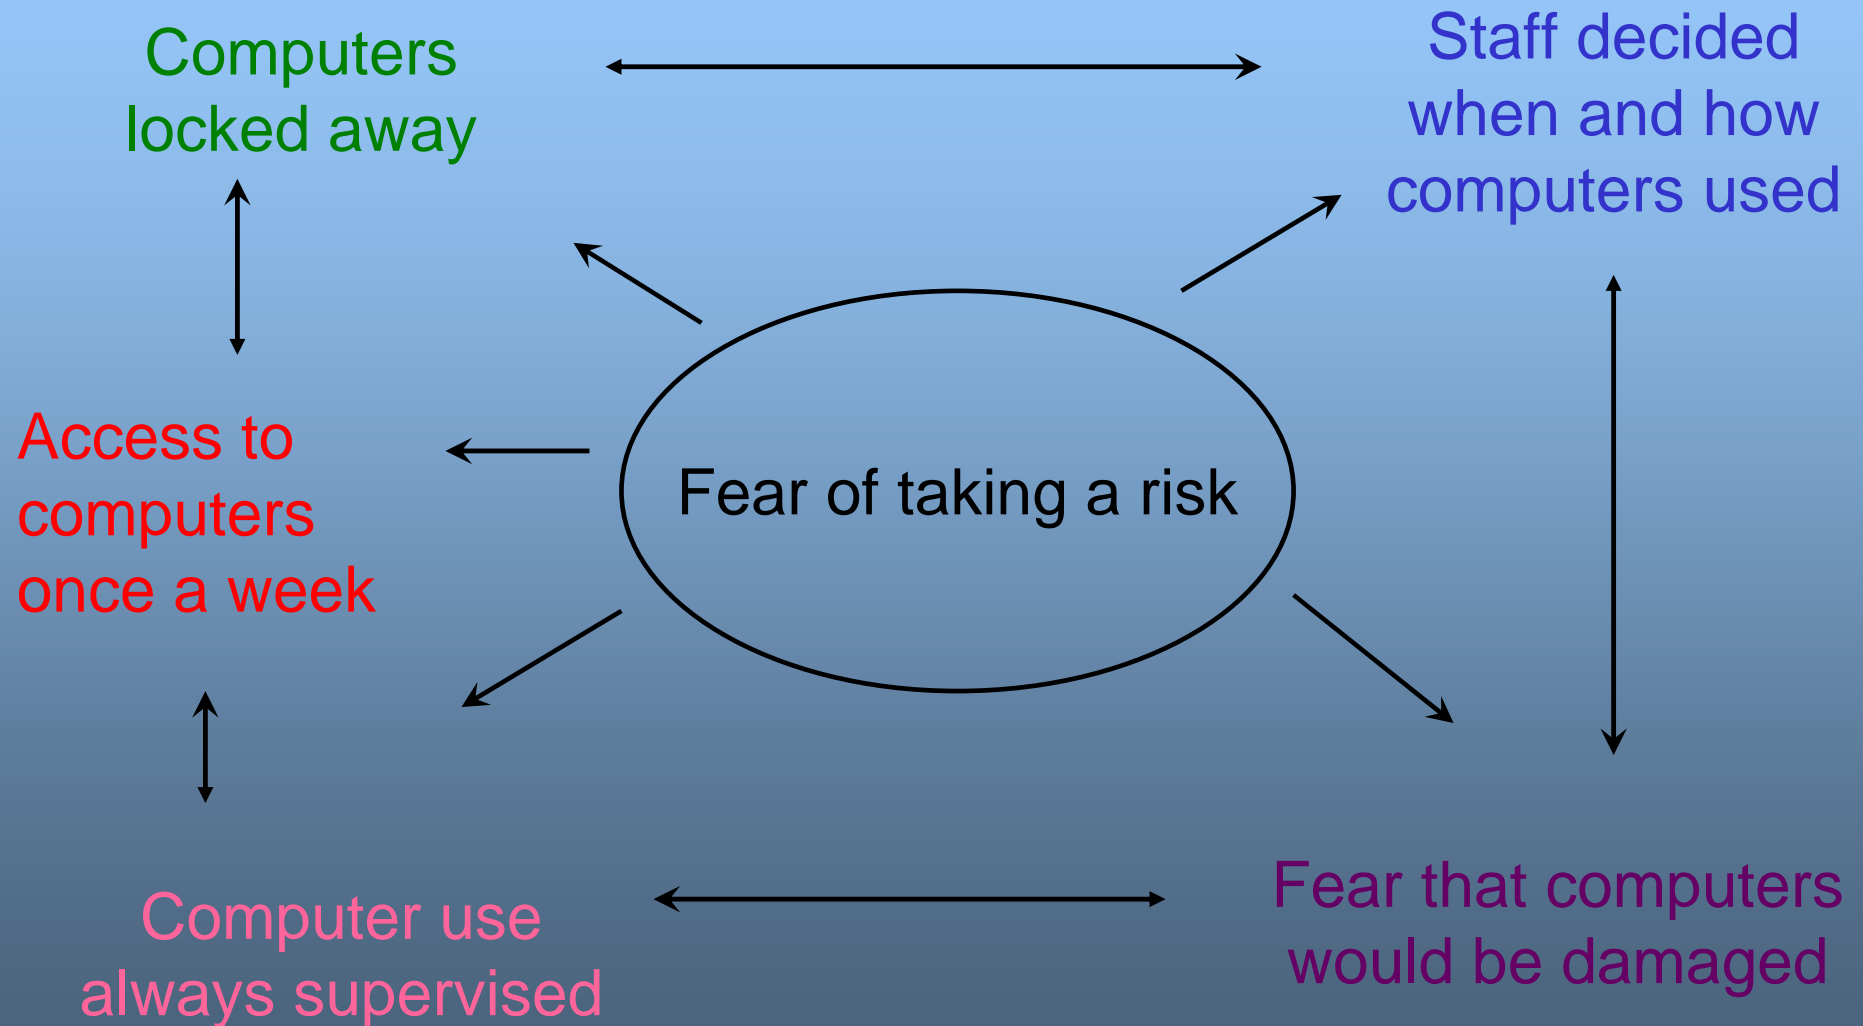 Computers
locked away
Staff decided
when and how
computers used
Access to
computers
once a week
Fear of taking a risk
Computer use
always supervised
Fear that computers
would be damaged